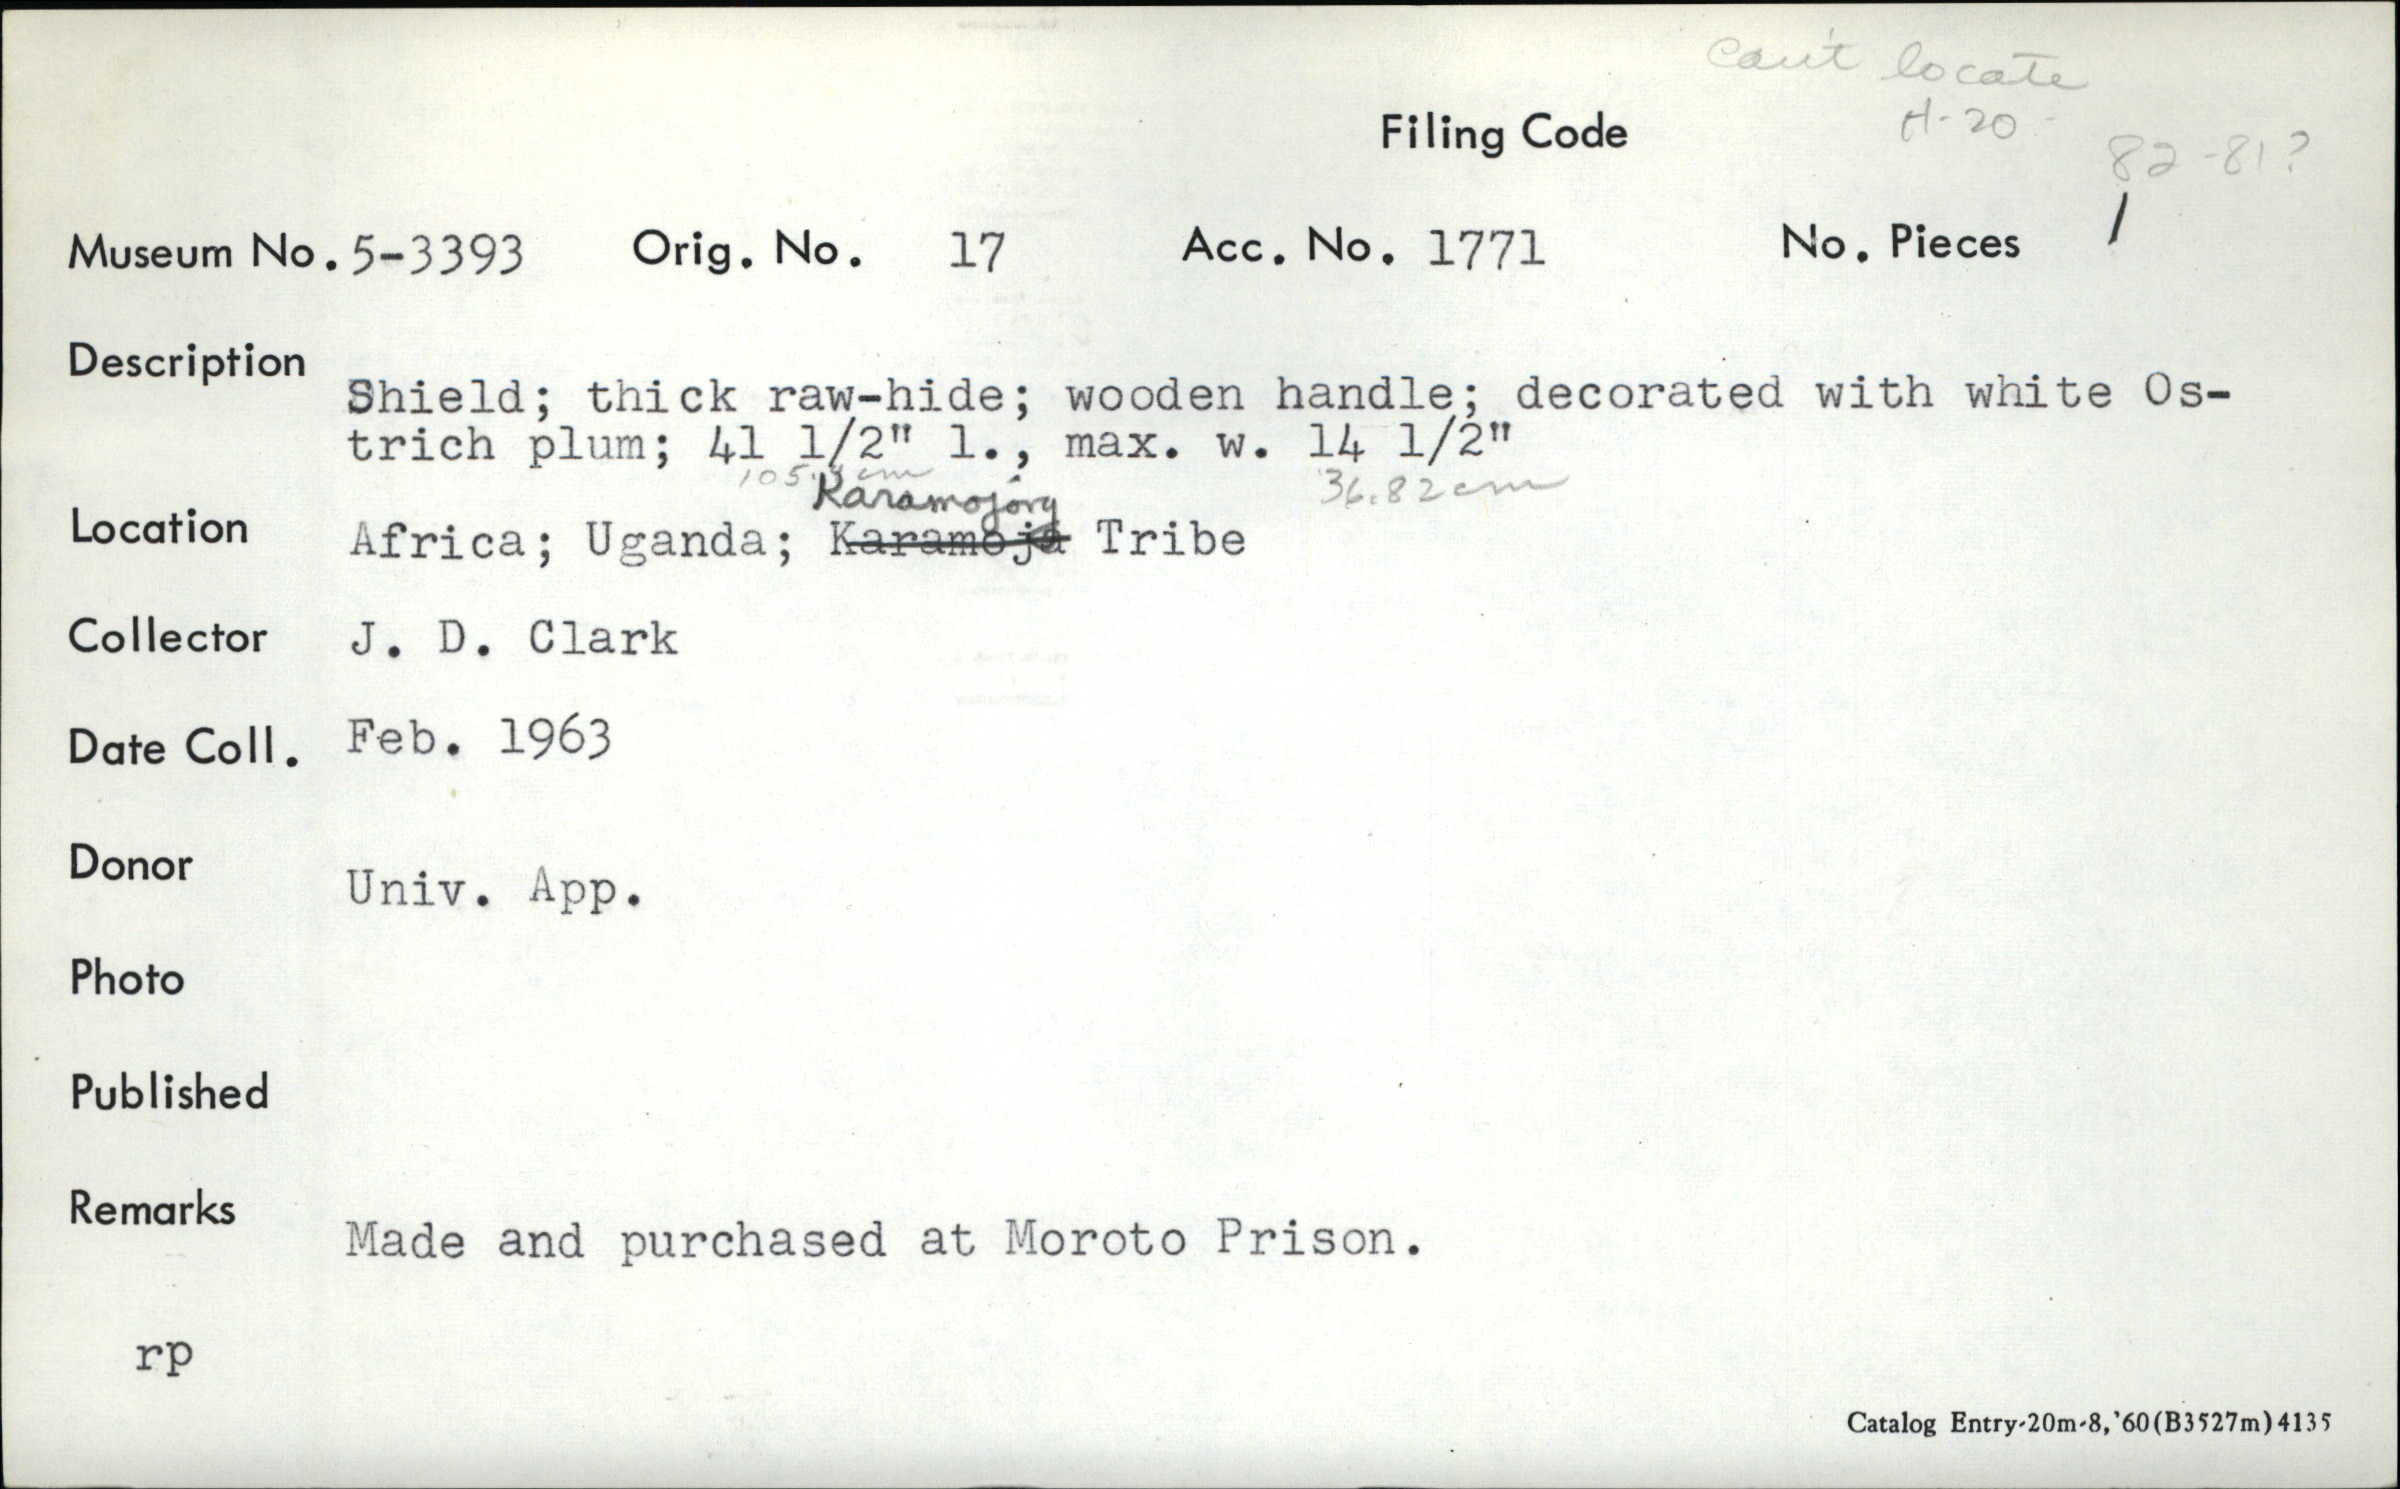 can't locate
Filing Code H-20
82-81?
Museum No. 5-3393 Orig. No. 17 Acc. No. 1771 No. Pieces 1
Description
Shield; thick raw-hide; wooden handle; decorated with white Os-
trich plum; 41 1/2" l., max. w. 14 1/2"
36.82cm
Karamojong
Location Africa; Uganda; Karamoja Tribe
Collector J. D. Clark
Date Coll. Feb. 1963
Donor
Univ. App.
Photo
Published
Remarks
Made and purchased at Moroto Prison.
rp
Catalog Entry-20m-8,'60(B3527m)4135